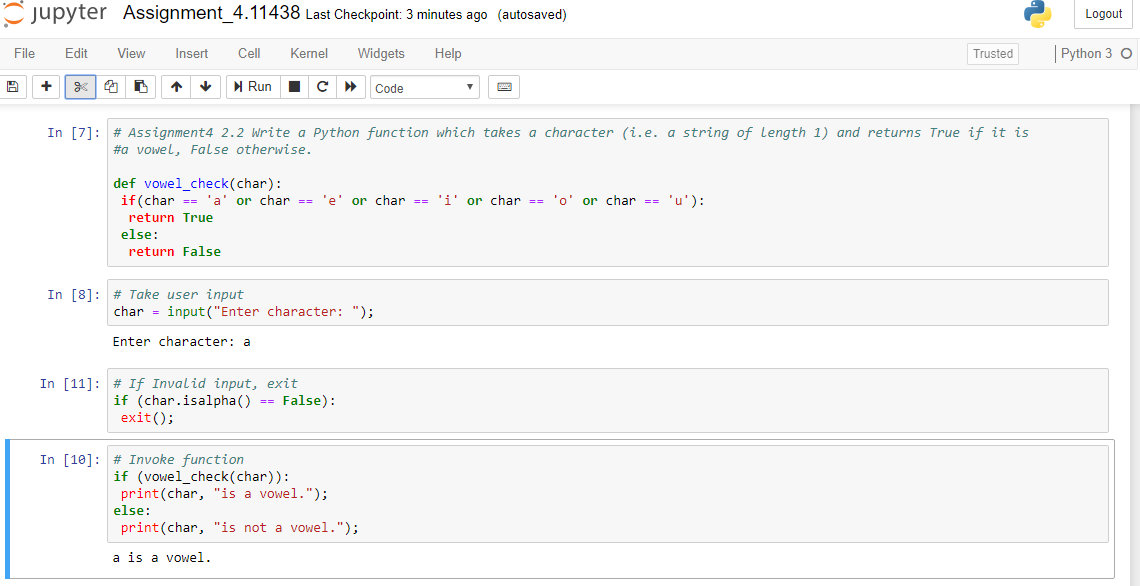 jupyter Assignment_4.11438 Last Checkpoint: 3 minutes ago (autosaved) Logout
File Edit View Insert Cell Kernel Widgets Help Trusted Python 3
Run Code
In [7]: # Assignment4 2.2 Write a Python function which takes a character (i.e. a string of length 1) and returns True if it is
#a vowel, False otherwise.
def vowel_check(char):
if(char == 'a' or char == 'e' or char == 'i' or char == 'o' or char == 'u'):
return True
else:
return False
In [8]: # Take user input
char = input("Enter character: ");
Enter character: a
In [11]: # If Invalid input, exit
if (char.isalpha() == False):
exit();
In [10]: # Invoke function
if (vowel_check(char)):
print(char, "is a vowel.");
else:
print(char, "is not a vowel.");
a is a vowel.